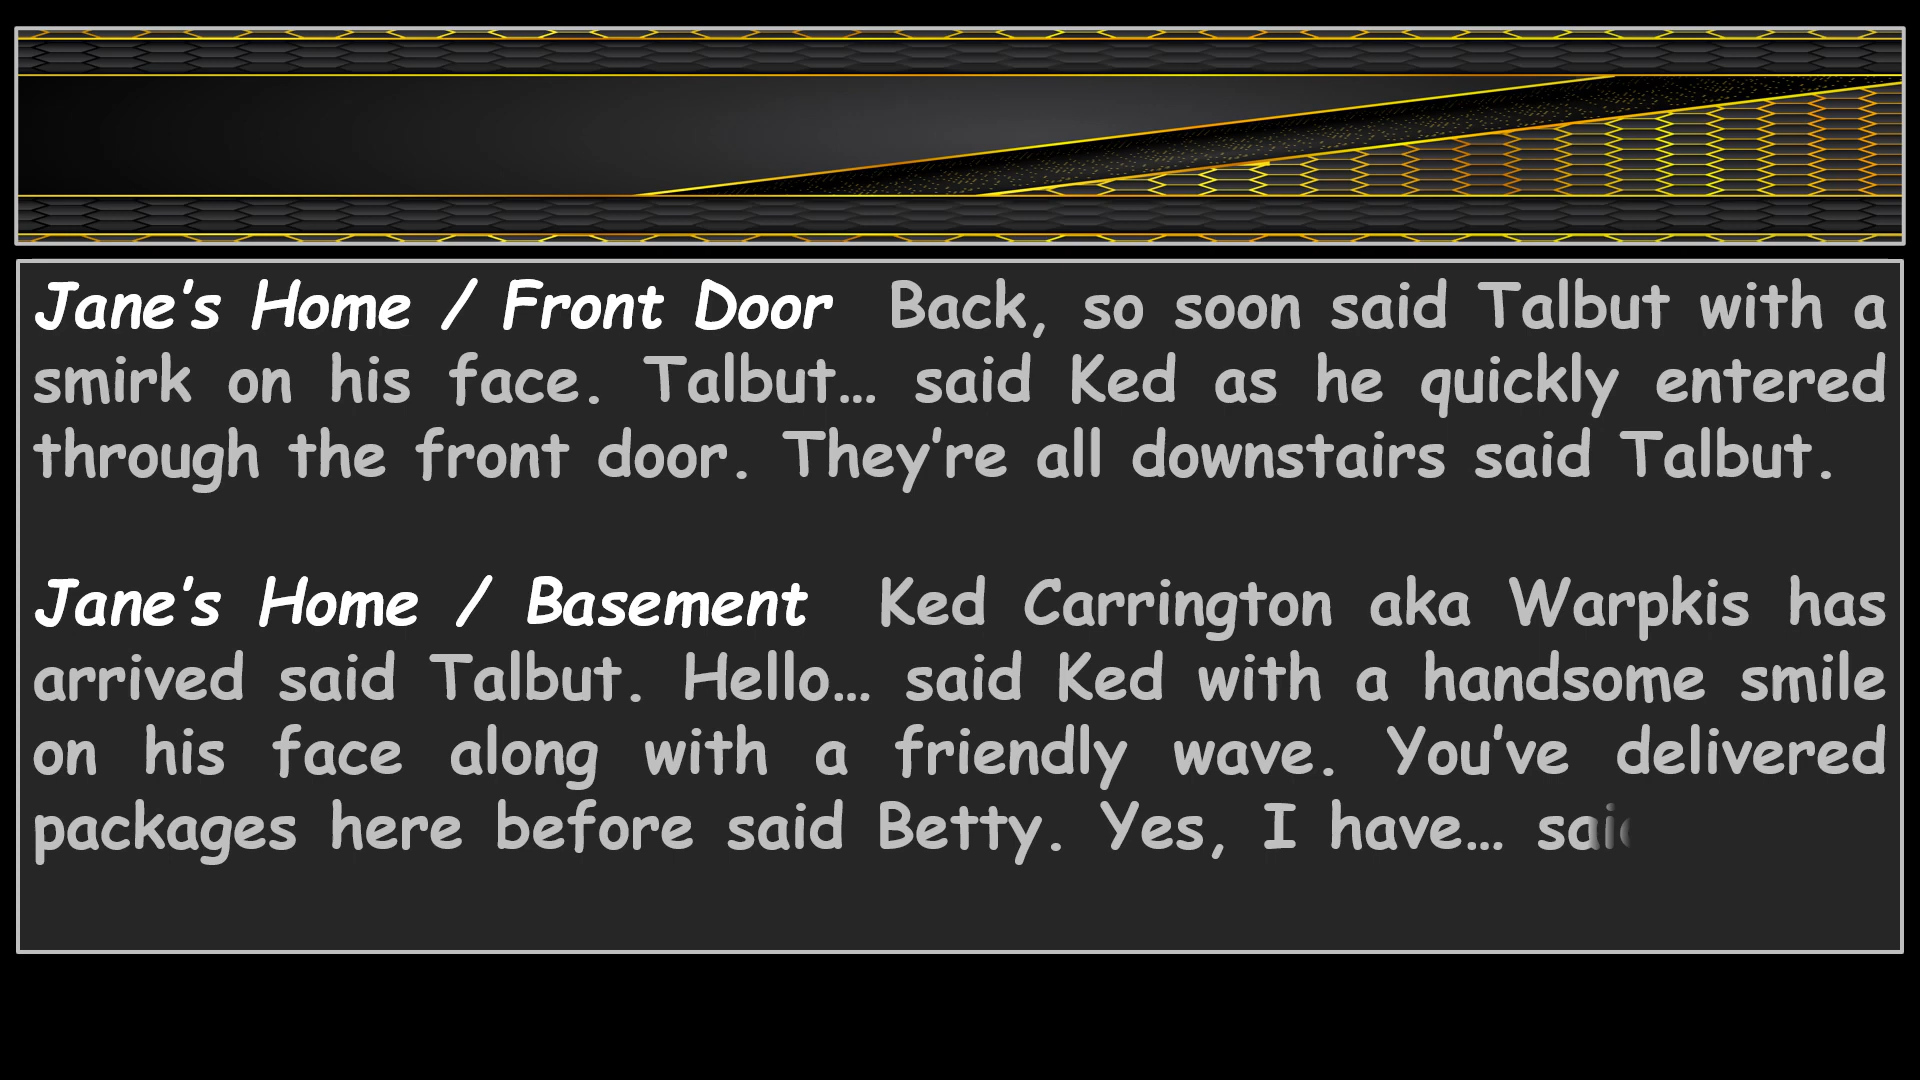 Jane's Home / Front Door Back, so soon said Talbut with a
smirk on his face. Talbut... said Ked as he quickly entered
through the front door. They're all downstairs said Talbut.
Jane's Home / Basement Ked Carrington aka Warpkis has
arrived said Talbut. Hello... said Ked with a handsome smile
on his face along with a friendly wave. You've delivered
packages here before said Betty. Yes, I have...